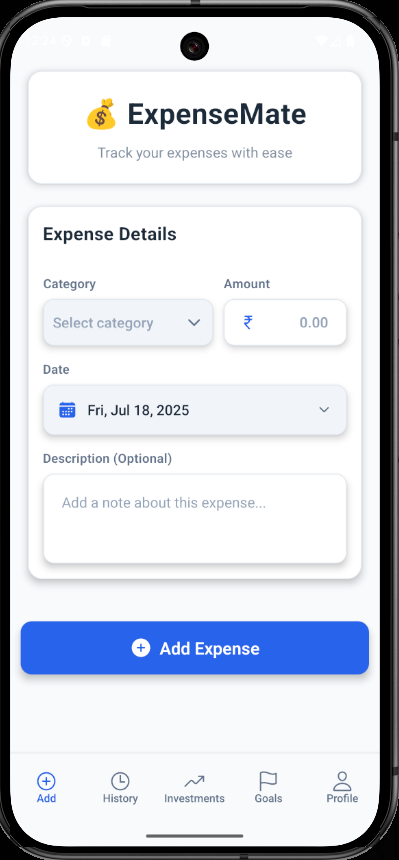 💰 ExpenseMate
Track your expenses with ease
Expense Details
Category Amount
Select category ₹ 0.00
Date
Fri, Jul 18, 2025
Description (Optional)
Add a note about this expense...
Add Expense
Add History Investments Goals Profile